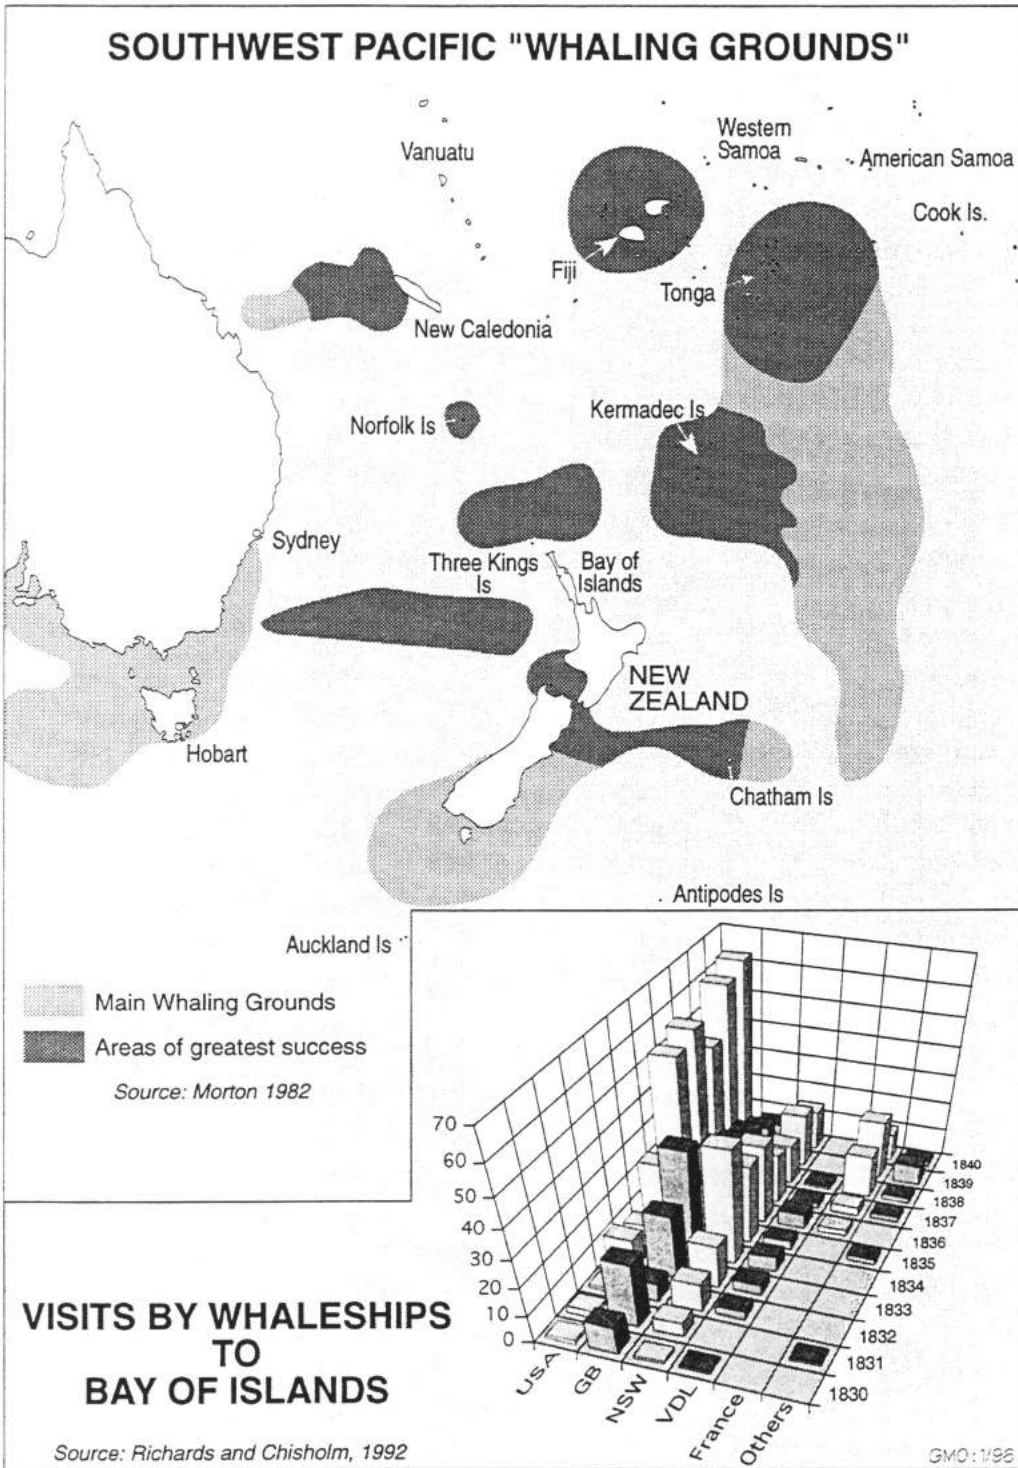 SOUTHWEST PACIFIC "WHALING GROUNDS"
Vanuatu
Western
Samoa
American Samoa
Cook Is.
Fiji
Tonga
New Caledonia
Norfolk Is
Kermadec Is
Sydney
Three Kings
Is
Bay of
Islands
NEW
ZEALAND
Hobart
Chatham Is
Antipodes Is
Auckland Is
Main Whaling Grounds
Areas of greatest success
Source: Morton 1982
70
60
50
40
30
20
10
0
USA
GB
NSW
VDL
France
Others
1840
1839
1838
1837
1836
1835
1834
1833
1832
1831
1830
VISITS BY WHALESHIPS
TO
BAY OF ISLANDS
Source: Richards and Chisholm, 1992
GMO: 1/96